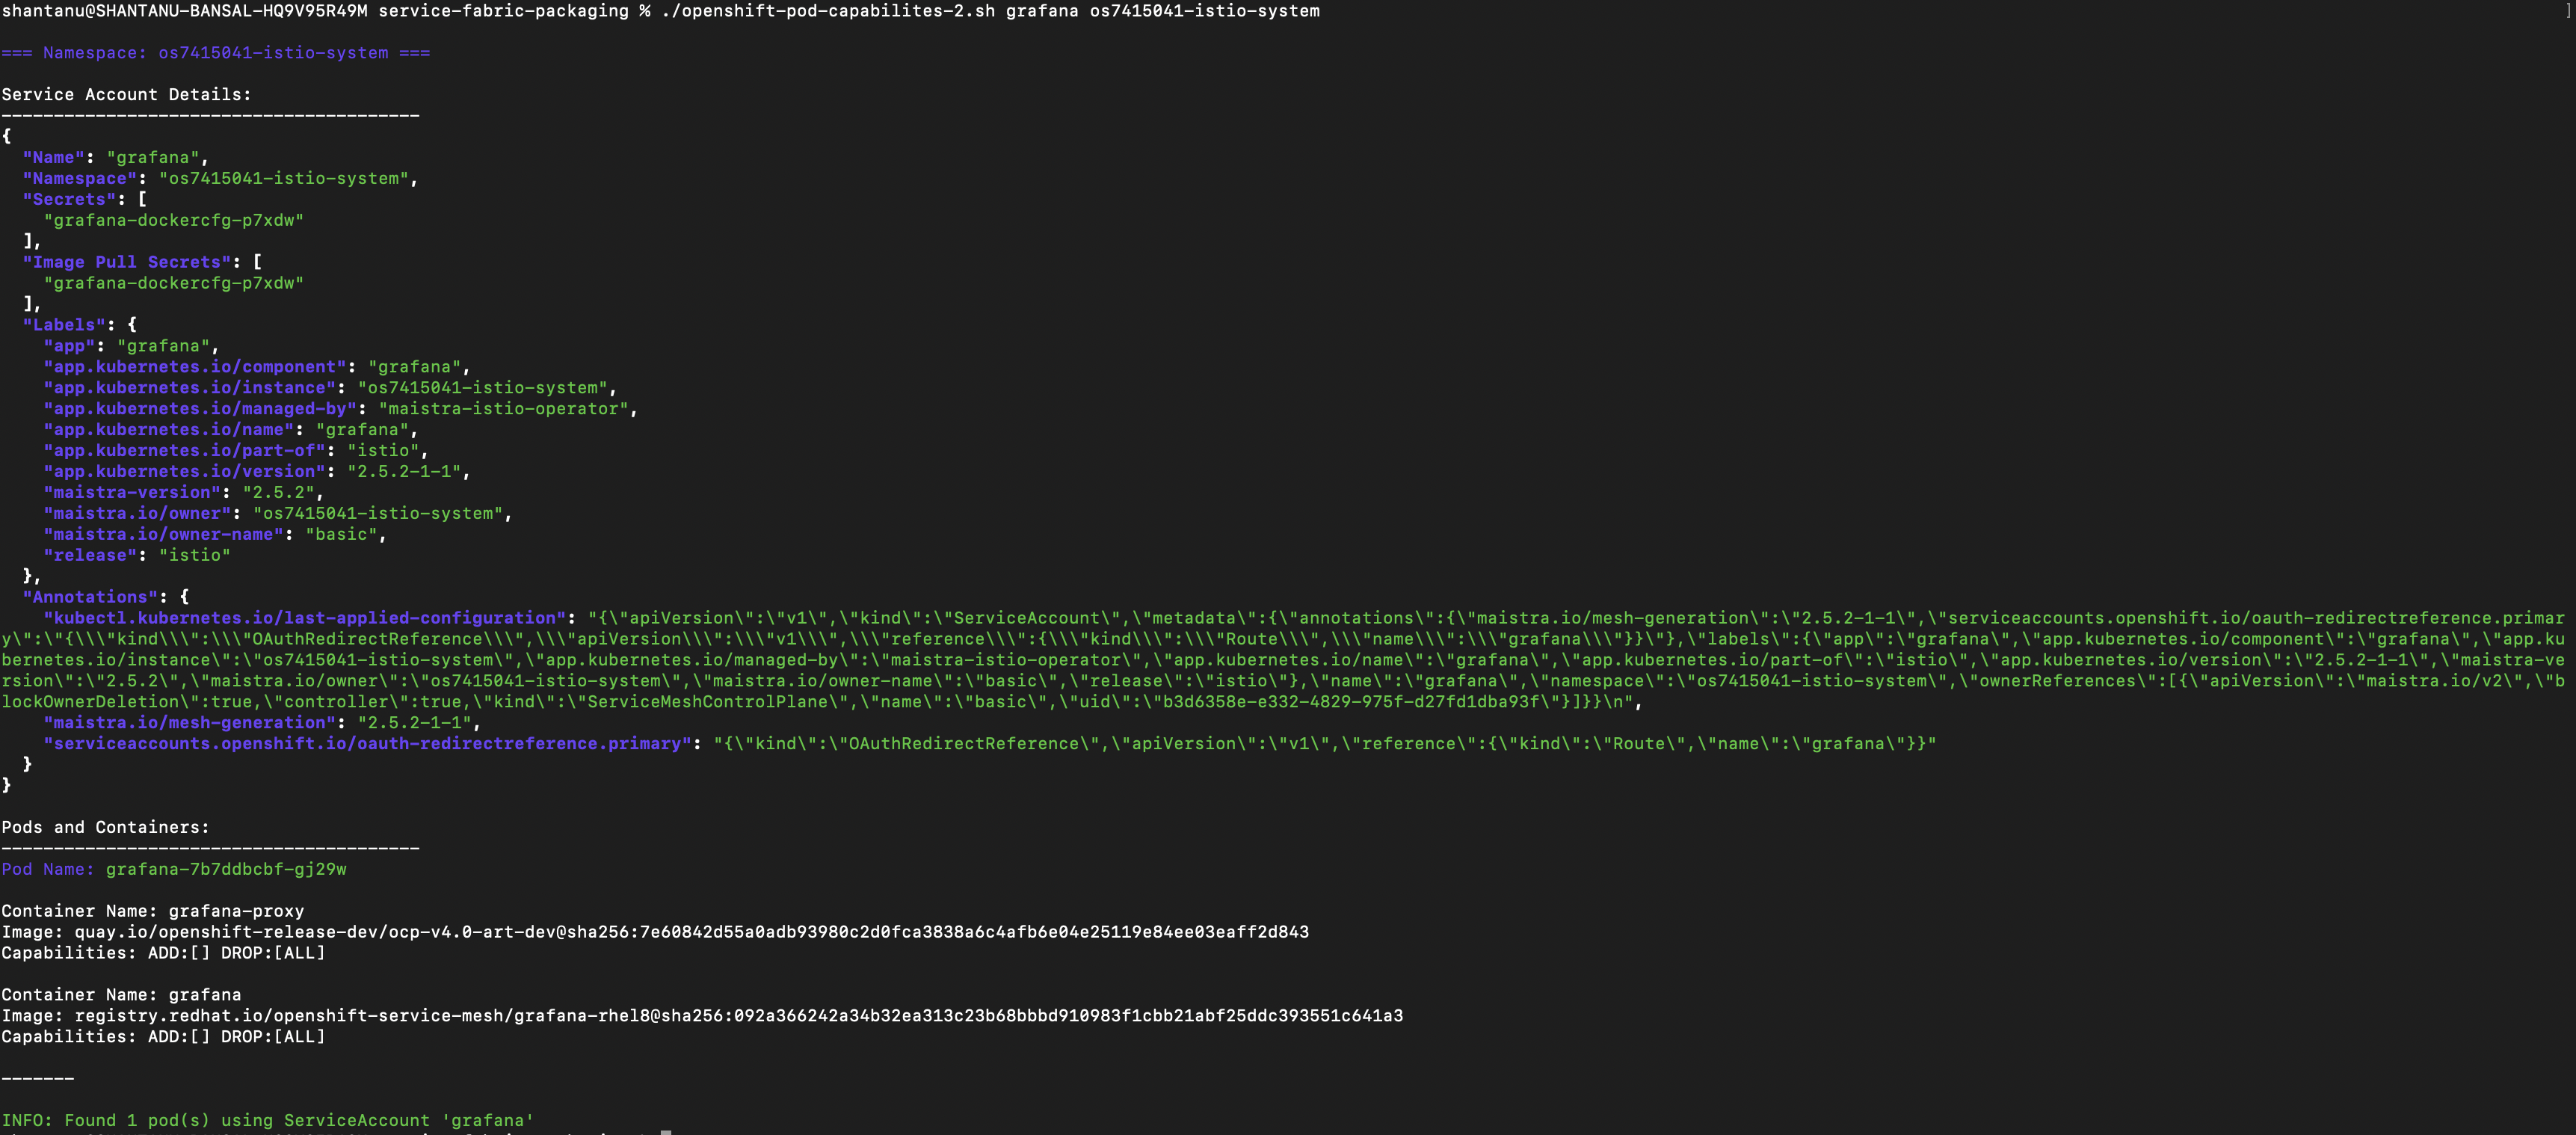 shantanu@SHANTANU-BANSAL-HQ9V95R49M service-fabric-packaging % ./openshift-pod-capabilites-2.sh grafana os7415041-istio-system ]
=== Namespace: os7415041-istio-system ===
Service Account Details:
----------------------------------------
{
  "Name": "grafana",
  "Namespace": "os7415041-istio-system",
  "Secrets": [
    "grafana-dockercfg-p7xdw"
  ],
  "Image Pull Secrets": [
    "grafana-dockercfg-p7xdw"
  ],
  "Labels": {
    "app": "grafana",
    "app.kubernetes.io/component": "grafana",
    "app.kubernetes.io/instance": "os7415041-istio-system",
    "app.kubernetes.io/managed-by": "maistra-istio-operator",
    "app.kubernetes.io/name": "grafana",
    "app.kubernetes.io/part-of": "istio",
    "app.kubernetes.io/version": "2.5.2-1-1",
    "maistra-version": "2.5.2",
    "maistra.io/owner": "os7415041-istio-system",
    "maistra.io/owner-name": "basic",
    "release": "istio"
  },
  "Annotations": {
    "kubectl.kubernetes.io/last-applied-configuration": "{\"apiVersion\":\"v1\",\"kind\":\"ServiceAccount\",\"metadata\":{\"annotations\":{\"maistra.io/mesh-generation\":\"2.5.2-1-1\",\"serviceaccounts.openshift.io/oauth-redirectreference.primar
y\":\"{\\\"kind\\\":\\\"OAuthRedirectReference\\\",\\\"apiVersion\\\":\\\"v1\\\",\\\"reference\\\":{\\\"kind\\\":\\\"Route\\\",\\\"name\\\":\\\"grafana\\\"}}\"},\"labels\":{\"app\":\"grafana\",\"app.kubernetes.io/component\":\"grafana\",\"app.ku
bernetes.io/instance\":\"os7415041-istio-system\",\"app.kubernetes.io/managed-by\":\"maistra-istio-operator\",\"app.kubernetes.io/name\":\"grafana\",\"app.kubernetes.io/part-of\":\"istio\",\"app.kubernetes.io/version\":\"2.5.2-1-1\",\"maistra-ve
rsion\":\"2.5.2\",\"maistra.io/owner\":\"os7415041-istio-system\",\"maistra.io/owner-name\":\"basic\",\"release\":\"istio\"},\"name\":\"grafana\",\"namespace\":\"os7415041-istio-system\",\"ownerReferences\":[{\"apiVersion\":\"maistra.io/v2\",\"b
lockOwnerDeletion\":true,\"controller\":true,\"kind\":\"ServiceMeshControlPlane\",\"name\":\"basic\",\"uid\":\"b3d6358e-e332-4829-975f-d27fd1dba93f\"}]}}\n",
    "maistra.io/mesh-generation": "2.5.2-1-1",
    "serviceaccounts.openshift.io/oauth-redirectreference.primary": "{\"kind\":\"OAuthRedirectReference\",\"apiVersion\":\"v1\",\"reference\":{\"kind\":\"Route\",\"name\":\"grafana\"}}"
  }
}
Pods and Containers:
----------------------------------------
Pod Name: grafana-7b7ddbcbf-gj29w
Container Name: grafana-proxy
Image: quay.io/openshift-release-dev/ocp-v4.0-art-dev@sha256:7e60842d55a0adb93980c2d0fca3838a6c4afb6e04e25119e84ee03eaff2d843
Capabilities: ADD:[] DROP:[ALL]
Container Name: grafana
Image: registry.redhat.io/openshift-service-mesh/grafana-rhel8@sha256:092a366242a34b32ea313c23b68bbbd910983f1cbb21abf25ddc393551c641a3
Capabilities: ADD:[] DROP:[ALL]
-------
INFO: Found 1 pod(s) using ServiceAccount 'grafana'